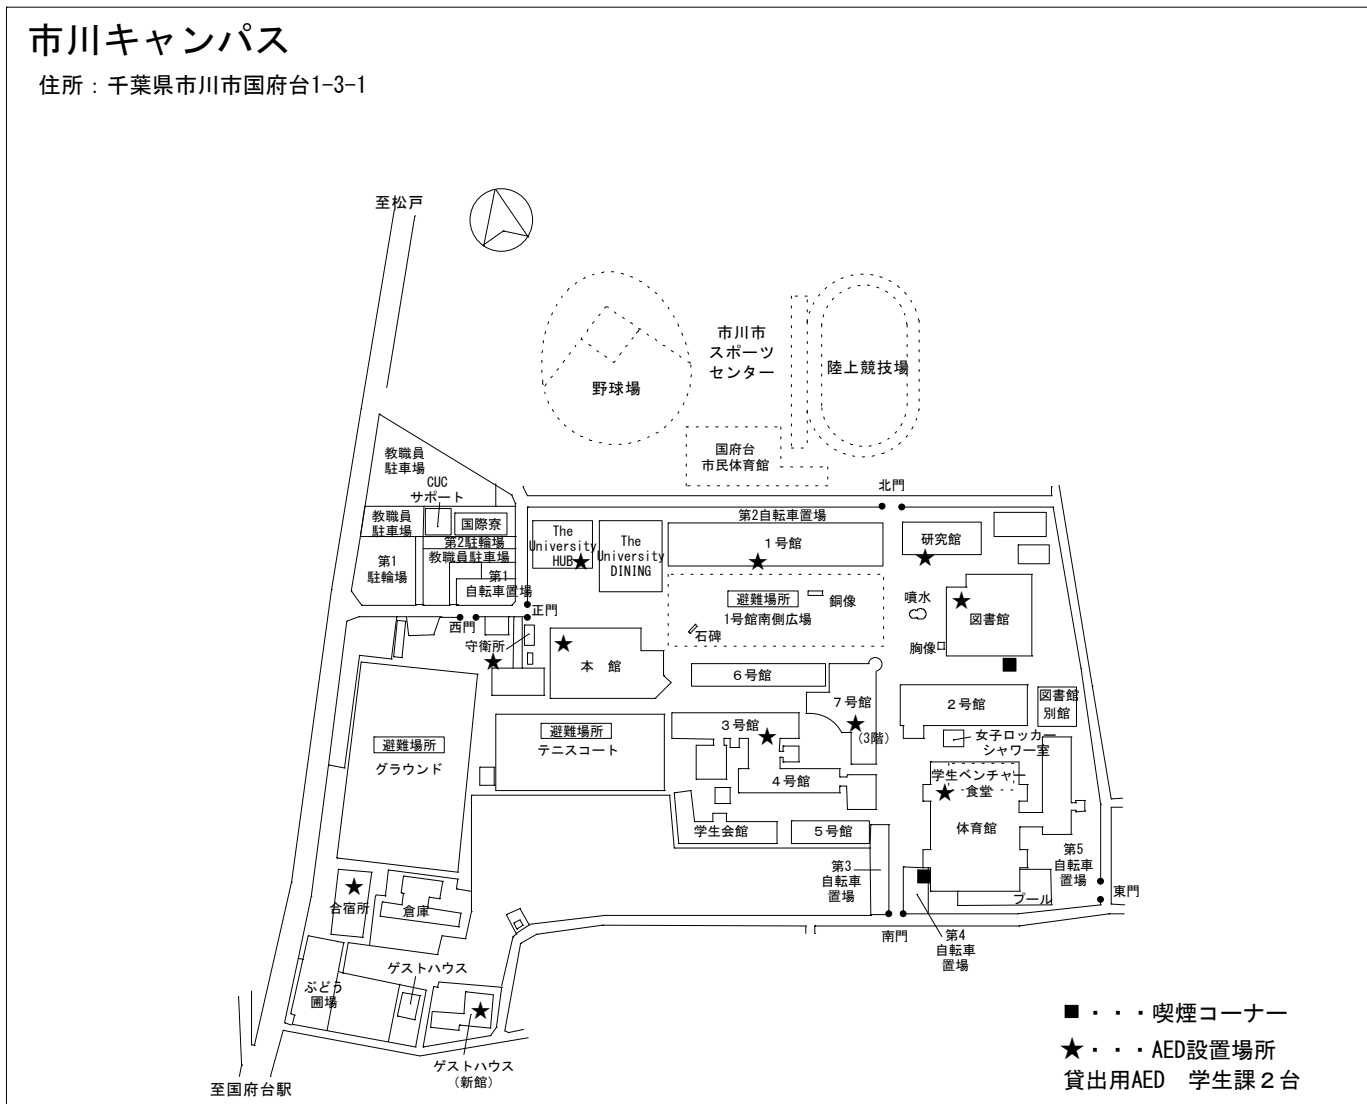 市川キャンパス
住所：千葉県市川市国府台1-3-1
至松戸
市川市
スポーツ
センター
野球場
陸上競技場
国府台
市民体育館
教職員
駐車場
CUC
サポート
教職員
駐車場
国際寮
第2駐輪場
教職員駐車場
第1
駐輪場
第1
自転車置場
北門
第2自転車置場
The
University
HUB
The
University
DINING
1号館
研究館
避難場所
銅像
1号館南側広場
石碑
噴水
図書館
胸像
正門
西門
守衛所
本 館
6号館
7号館
(3階)
2号館
図書館
別館
女子ロッカー
シャワー室
避難場所
グラウンド
避難場所
テニスコート
3号館
4号館
学生ベンチャー
食堂
体育館
学生会館
5号館
第3
自転車
置場
第5
自転車
置場
プール
東門
南門
第4
自転車
置場
合宿所
倉庫
ゲストハウス
ぶどう
圃場
ゲストハウス
(新館)
至国府台駅
■・・・喫煙コーナー
★・・・AED設置場所
貸出用AED 学生課２台